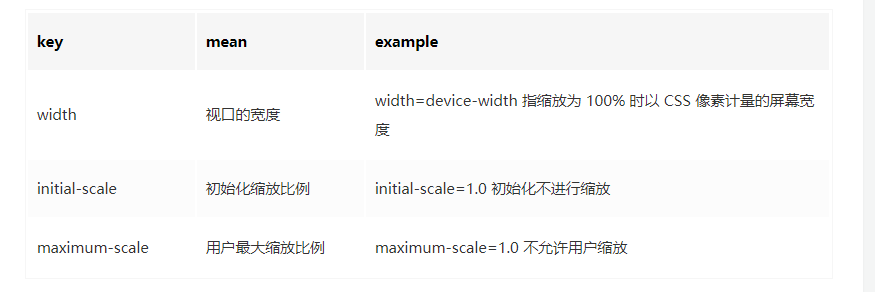 key mean example
width 视口的宽度 width=device-width 指缩放为 100% 时以 CSS 像素计量的屏幕宽
度
initial-scale 初始化缩放比例 initial-scale=1.0 初始化不进行缩放
maximum-scale 用户最大缩放比例 maximum-scale=1.0 不允许用户缩放